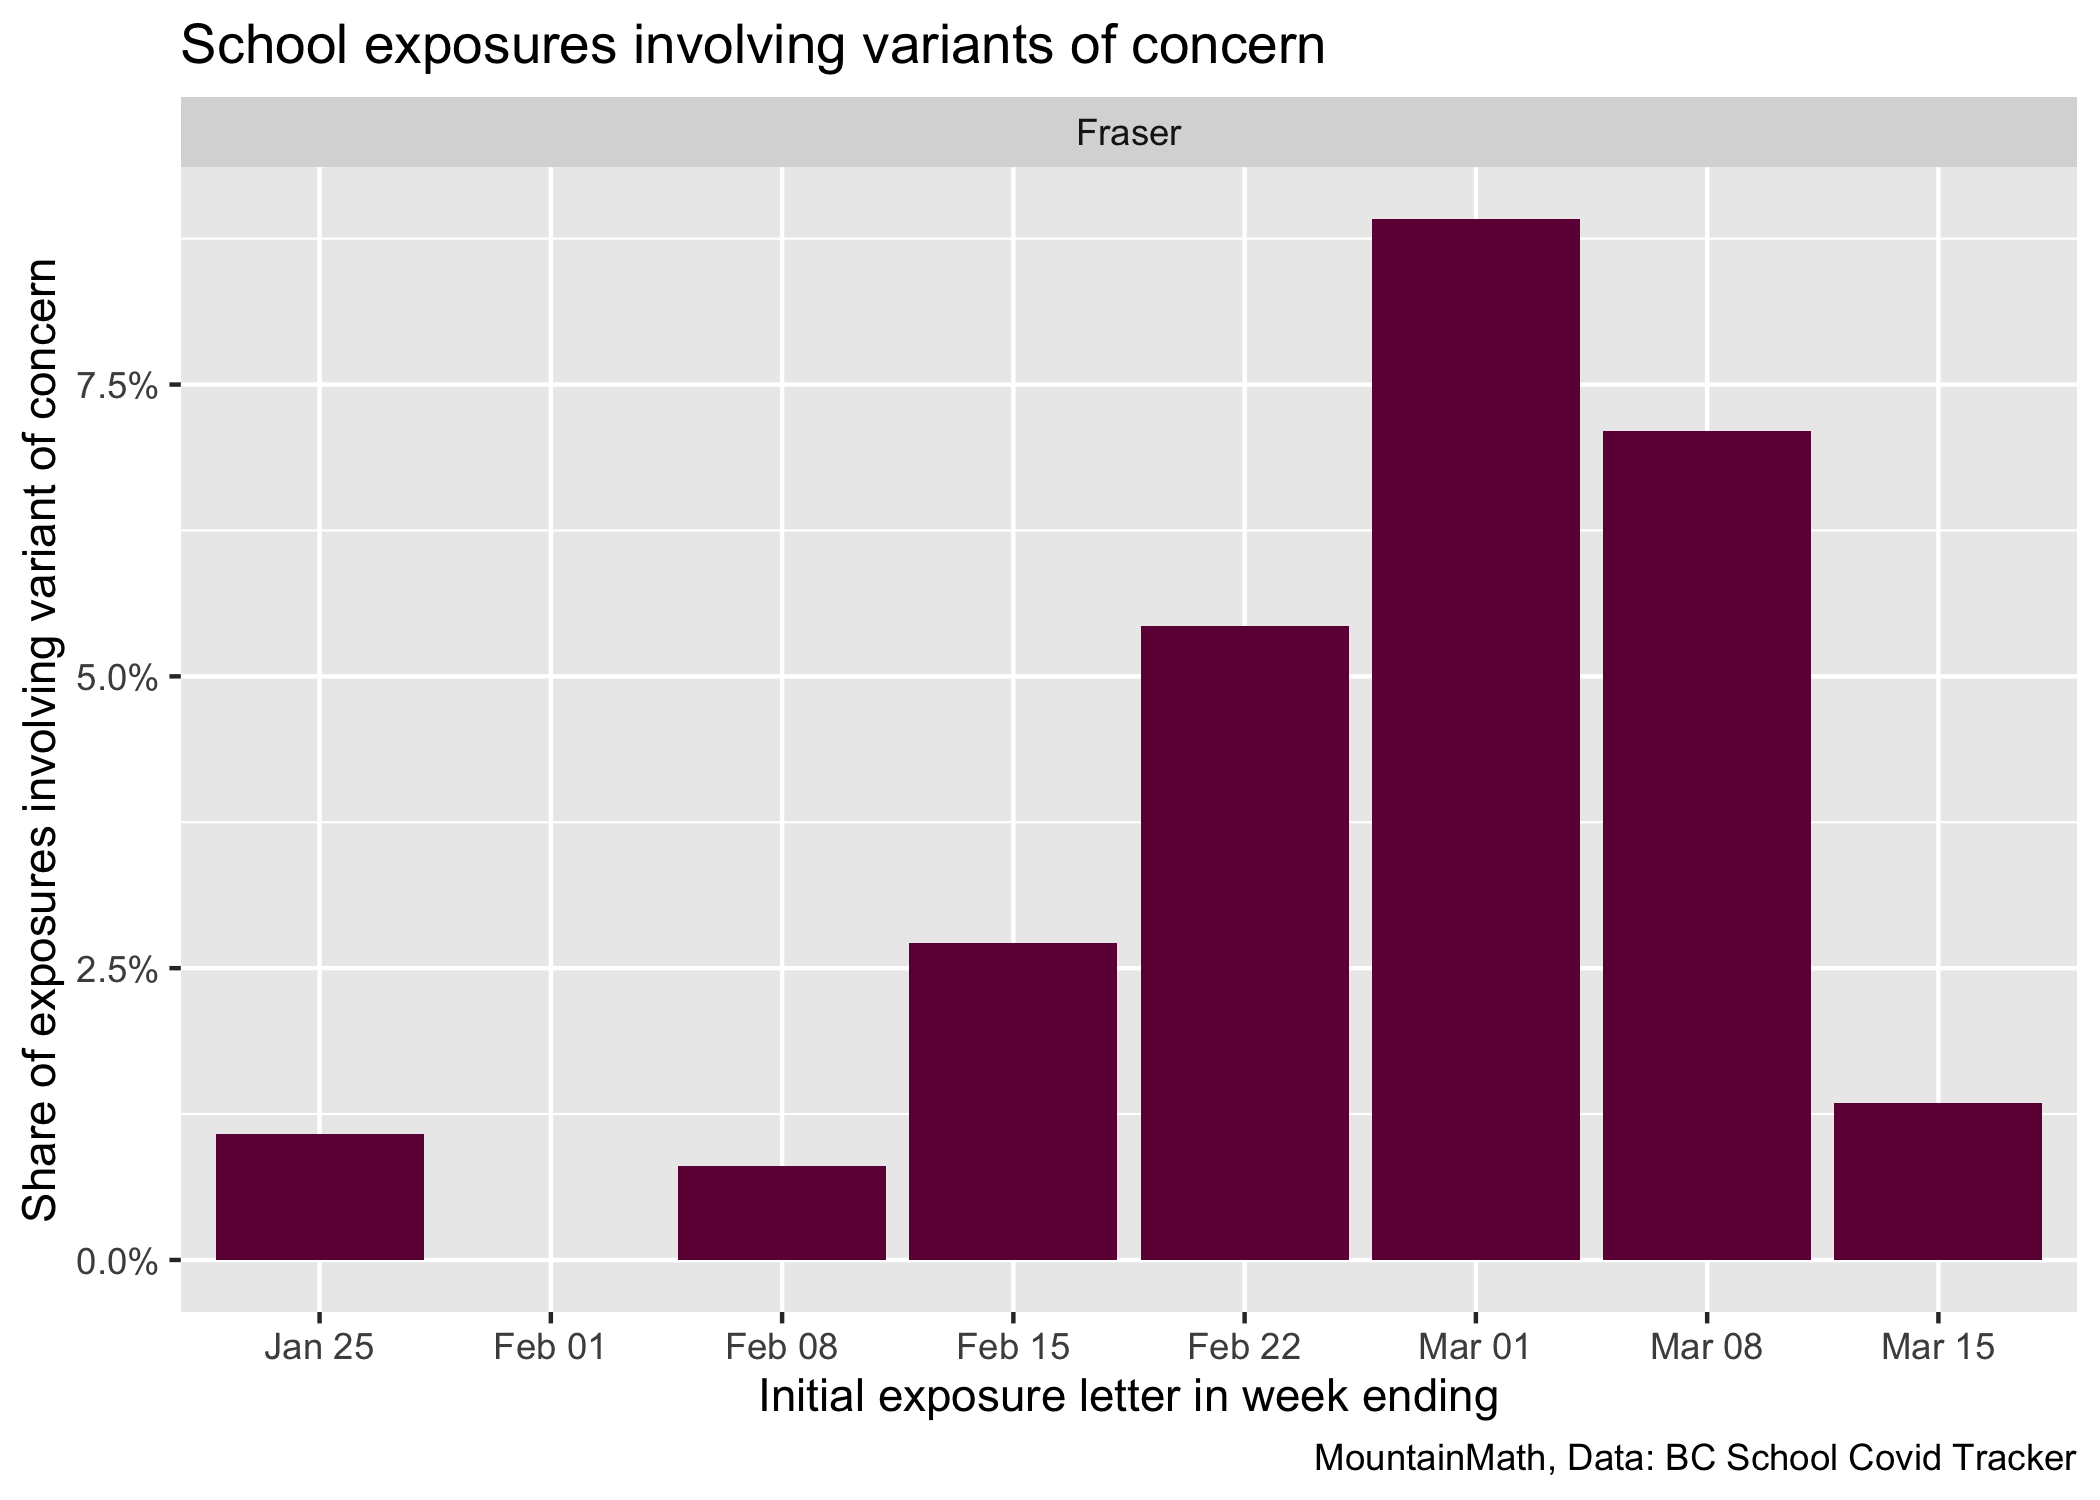 School exposures involving variants of concern
Fraser
Share of exposures involving variant of concern
7.5%
5.0%
2.5%
0.0%
Jan 25 Feb 01 Feb 08 Feb 15 Feb 22 Mar 01 Mar 08 Mar 15
Initial exposure letter in week ending
MountainMath, Data: BC School Covid Tracker